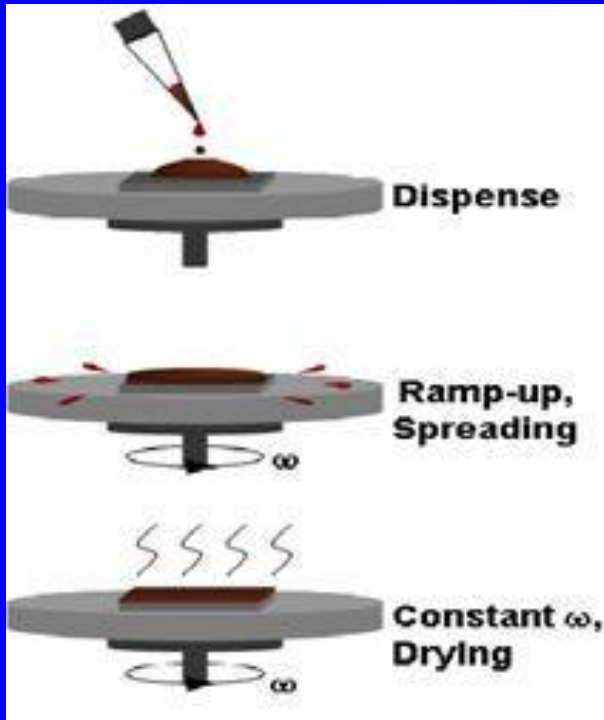 Dispense
Ramp-up,
Spreading
ω
Constant ω,
Drying
ω